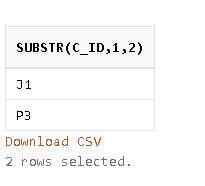 SUBSTR(C_ID,1,2)
J1
P3
Download CSV
2 rows selected.